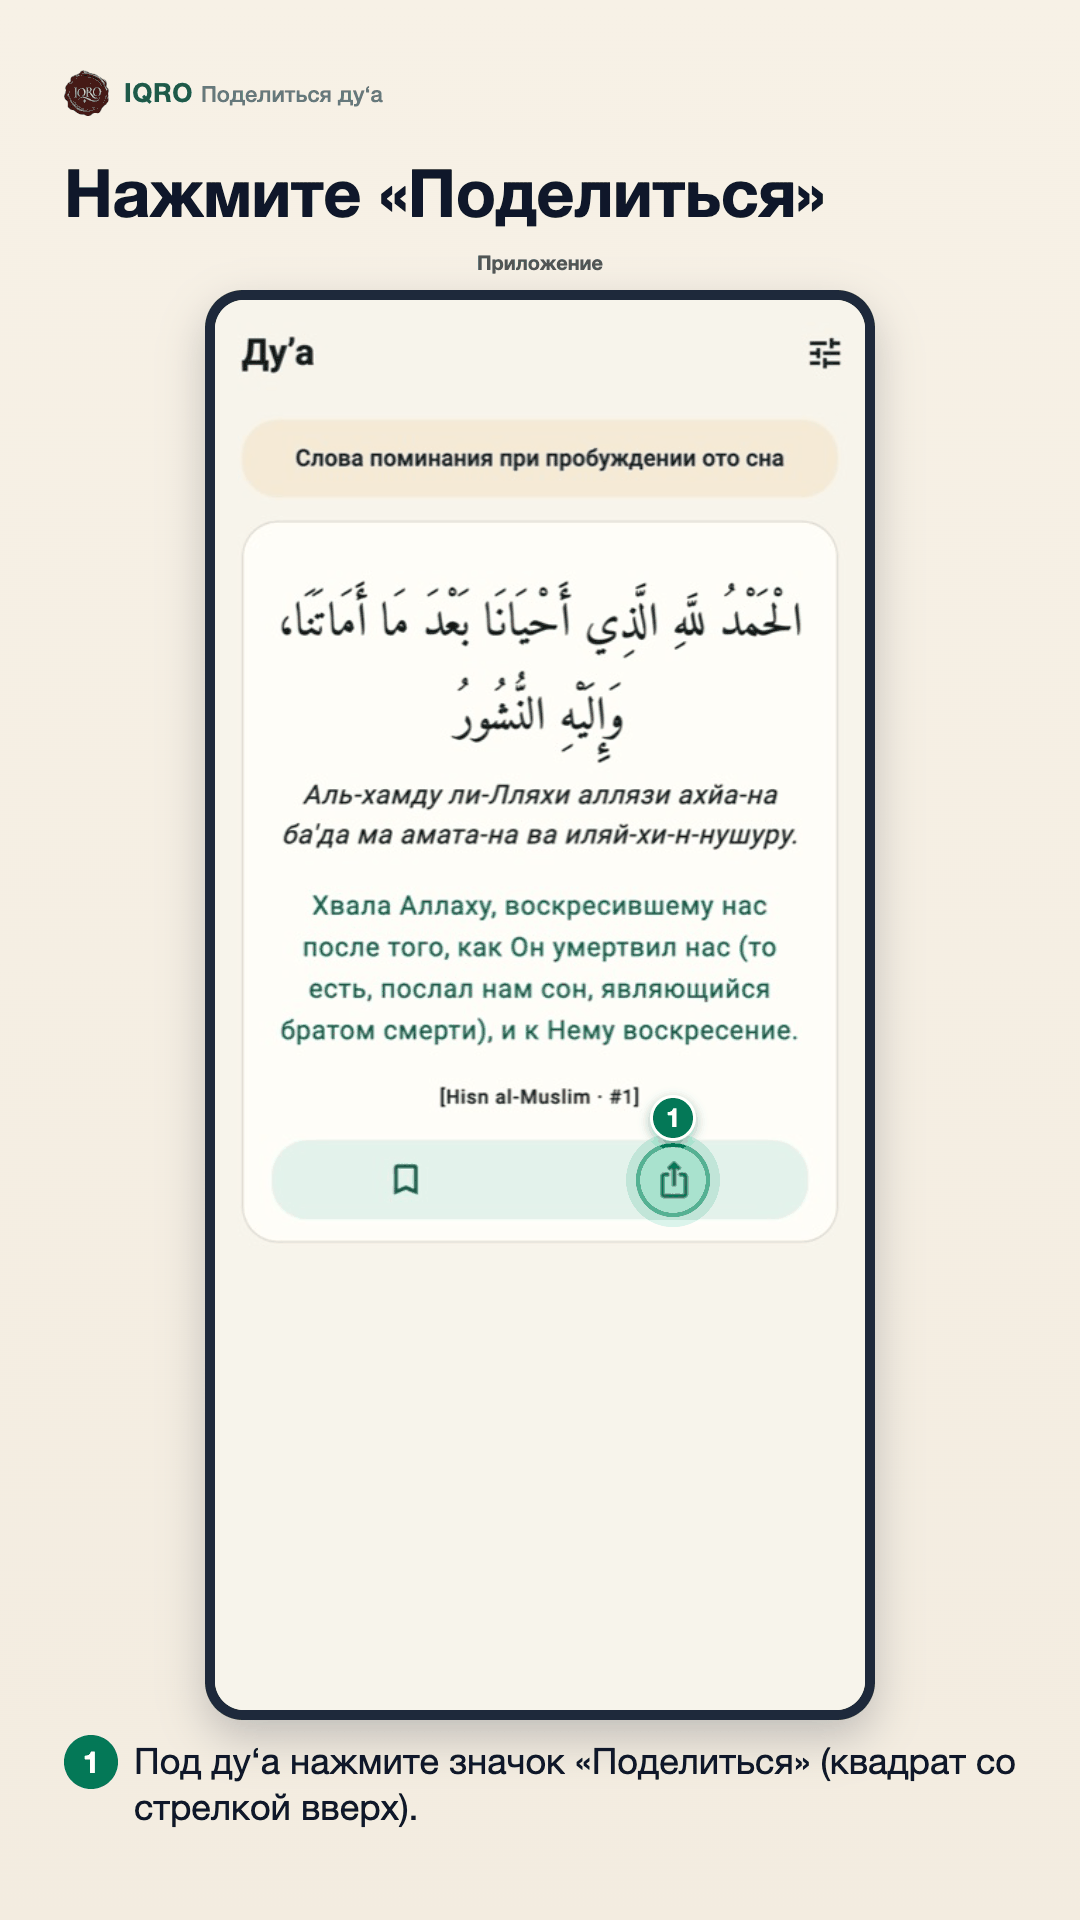 IQRO
IQRO Поделиться ду‘а
Нажмите «Поделиться»
Приложение
Ду’а
Слова поминания при пробуждении ото сна
الْحَمْدُ للَّهِ الَّذِي أَحْيَانَا بَعْدَ مَا أَمَاتَنَا،
وَإِلَيْهِ النُّشُورُ
Аль-хамду ли-Лляхи аллязи ахйа-на
ба'да ма амата-на ва иляй-хи-н-нушуру.
Хвала Аллаху, воскресившему нас
после того, как Он умертвил нас (то
есть, послал нам сон, являющийся
братом смерти), и к Нему воскресение.
[Hisn al-Muslim · #1]
1
1 Под ду‘а нажмите значок «Поделиться» (квадрат со
стрелкой вверх).